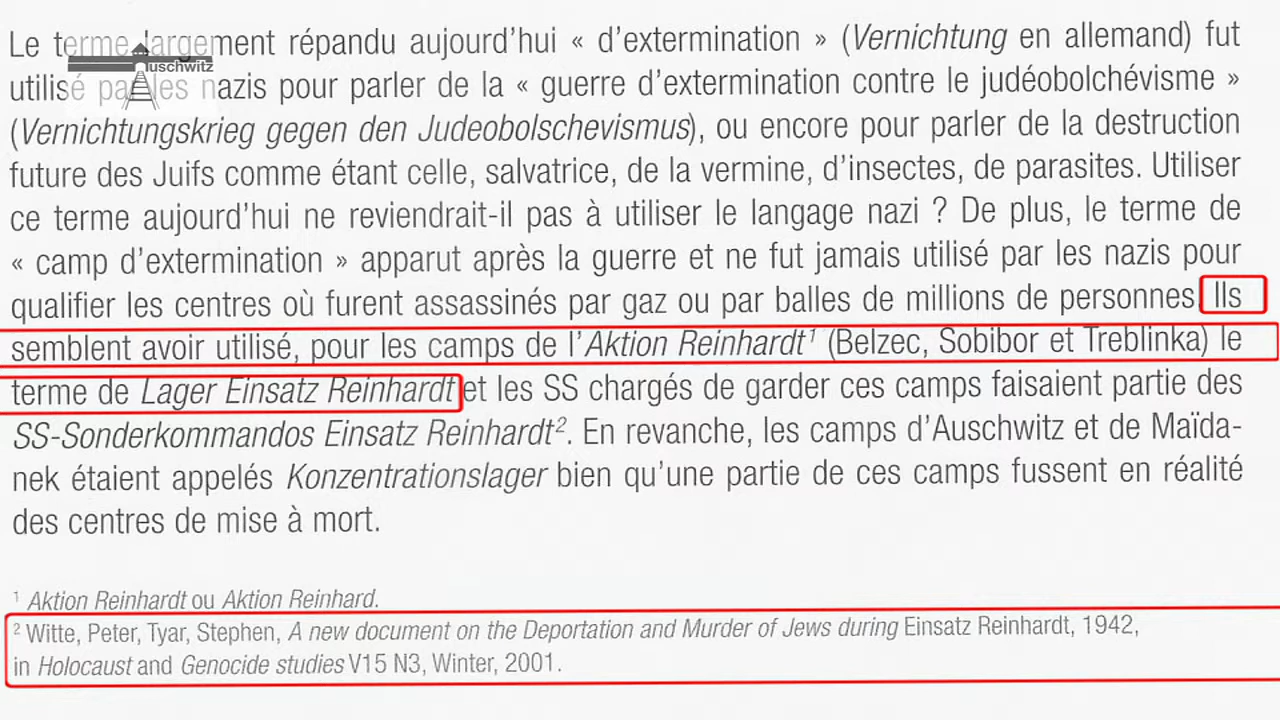 Le terme largement répandu aujourd'hui « d'extermination » (Vernichtung en allemand) fut
uschwitz
utilisé par les nazis pour parler de la « guerre d'extermination contre le judéobolchévisme »
(Vernichtungskrieg gegen den Judeobolschevismus), ou encore pour parler de la destruction
future des Juifs comme étant celle, salvatrice, de la vermine, d'insectes, de parasites. Utiliser
ce terme aujourd'hui ne reviendrait-il pas à utiliser le langage nazi ? De plus, le terme de
« camp d'extermination » apparut après la guerre et ne fut jamais utilisé par les nazis pour
qualifier les centres où furent assassinés par gaz ou par balles de millions de personnes. Ils
semblent avoir utilisé, pour les camps de l'Aktion Reinhardt¹ (Belzec, Sobibor et Treblinka) le
terme de Lager Einsatz Reinhardt et les SS chargés de garder ces camps faisaient partie des
SS-Sonderkommandos Einsatz Reinhardt². En revanche, les camps d'Auschwitz et de Maïda-
nek étaient appelés Konzentrationslager bien qu'une partie de ces camps fussent en réalité
des centres de mise à mort.
¹ Aktion Reinhardt ou Aktion Reinhard.
² Witte, Peter, Tyar, Stephen, A new document on the Deportation and Murder of Jews during Einsatz Reinhardt, 1942,
in Holocaust and Genocide studies V15 N3, Winter, 2001.